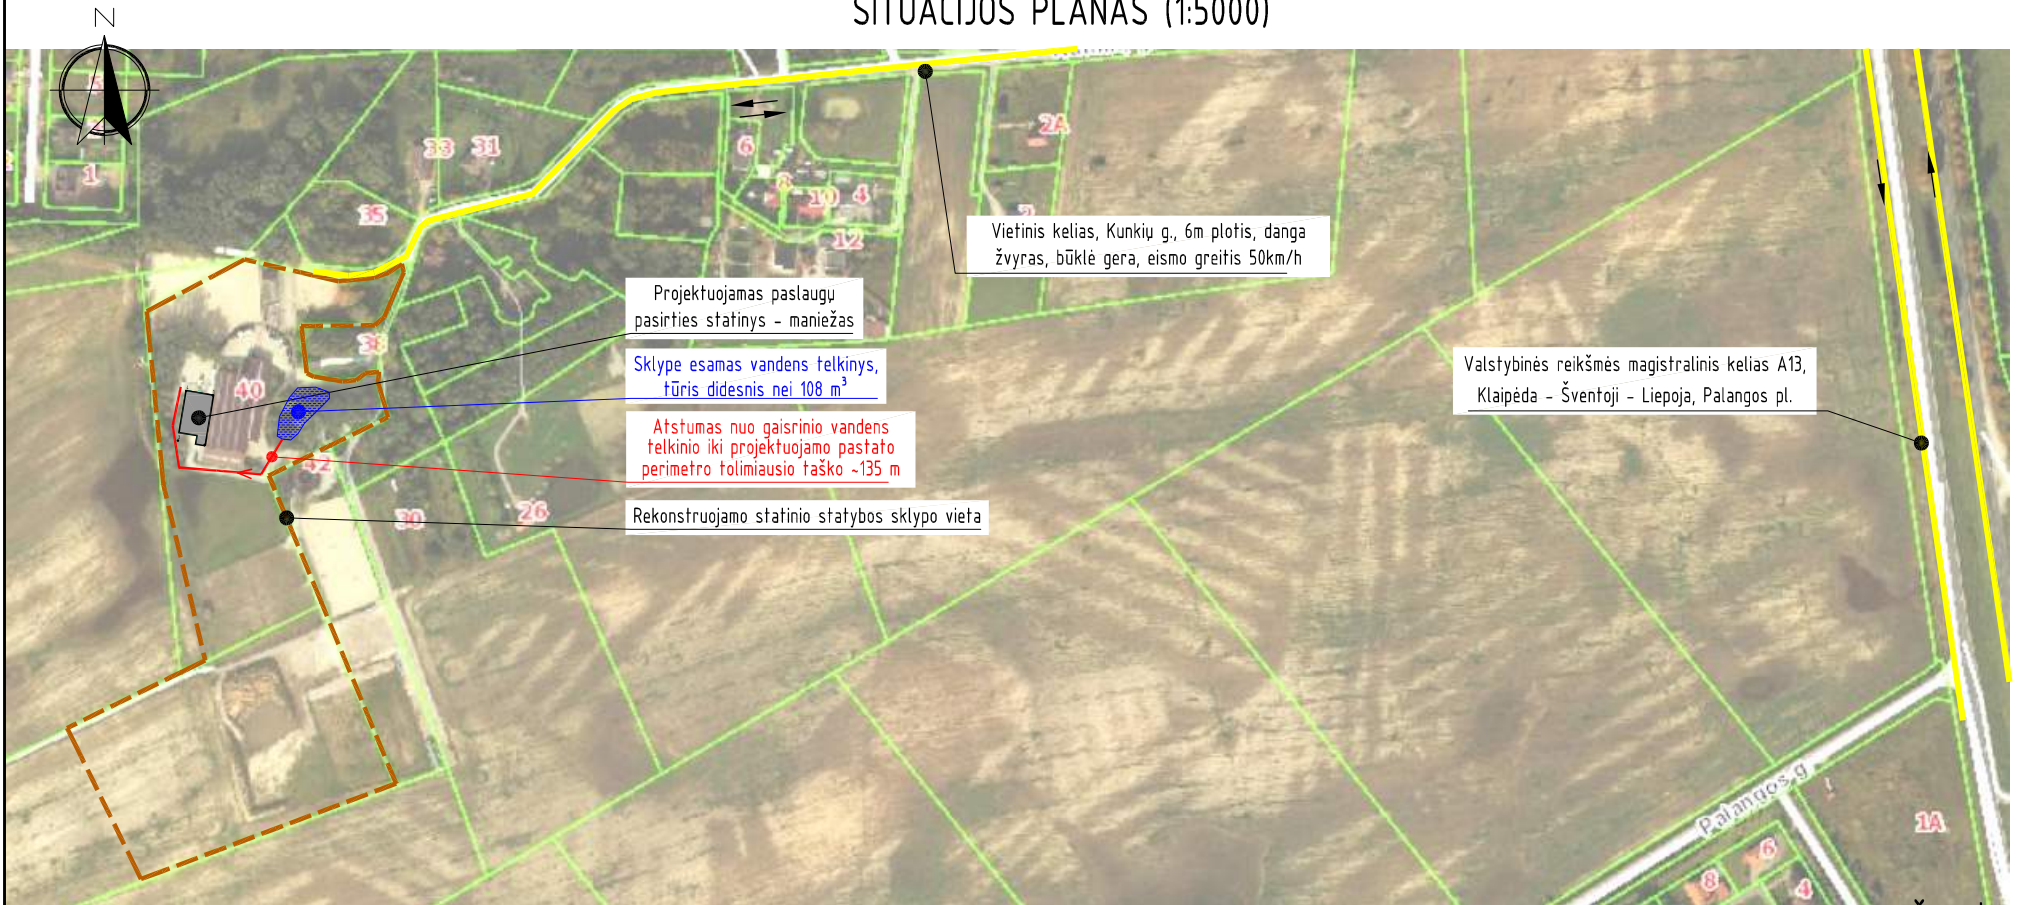 SITUACIJOS PLANAS (1:5000)
N
5
1
33
31
35
6
8
10
4
12
2A
2
Vietinis kelias, Kunkių g., 6m plotis, danga
žvyras, būklė gera, eismo greitis 50km/h
Projektuojamas paslaugų
pasirties statinys - maniežas
Sklype esamas vandens telkinys,
tūris didesnis nei 108 m³
Atstumas nuo gaisrinio vandens
telkinio iki projektuojamo pastato
perimetro tolimiausio taško ~135 m
Rekonstruojamo statinio statybos sklypo vieta
Valstybinės reikšmės magistralinis kelias A13,
Klaipėda - Šventoji - Liepoja, Palangos pl.
40
42
30
26
Palangos g.
1A
6
8
4